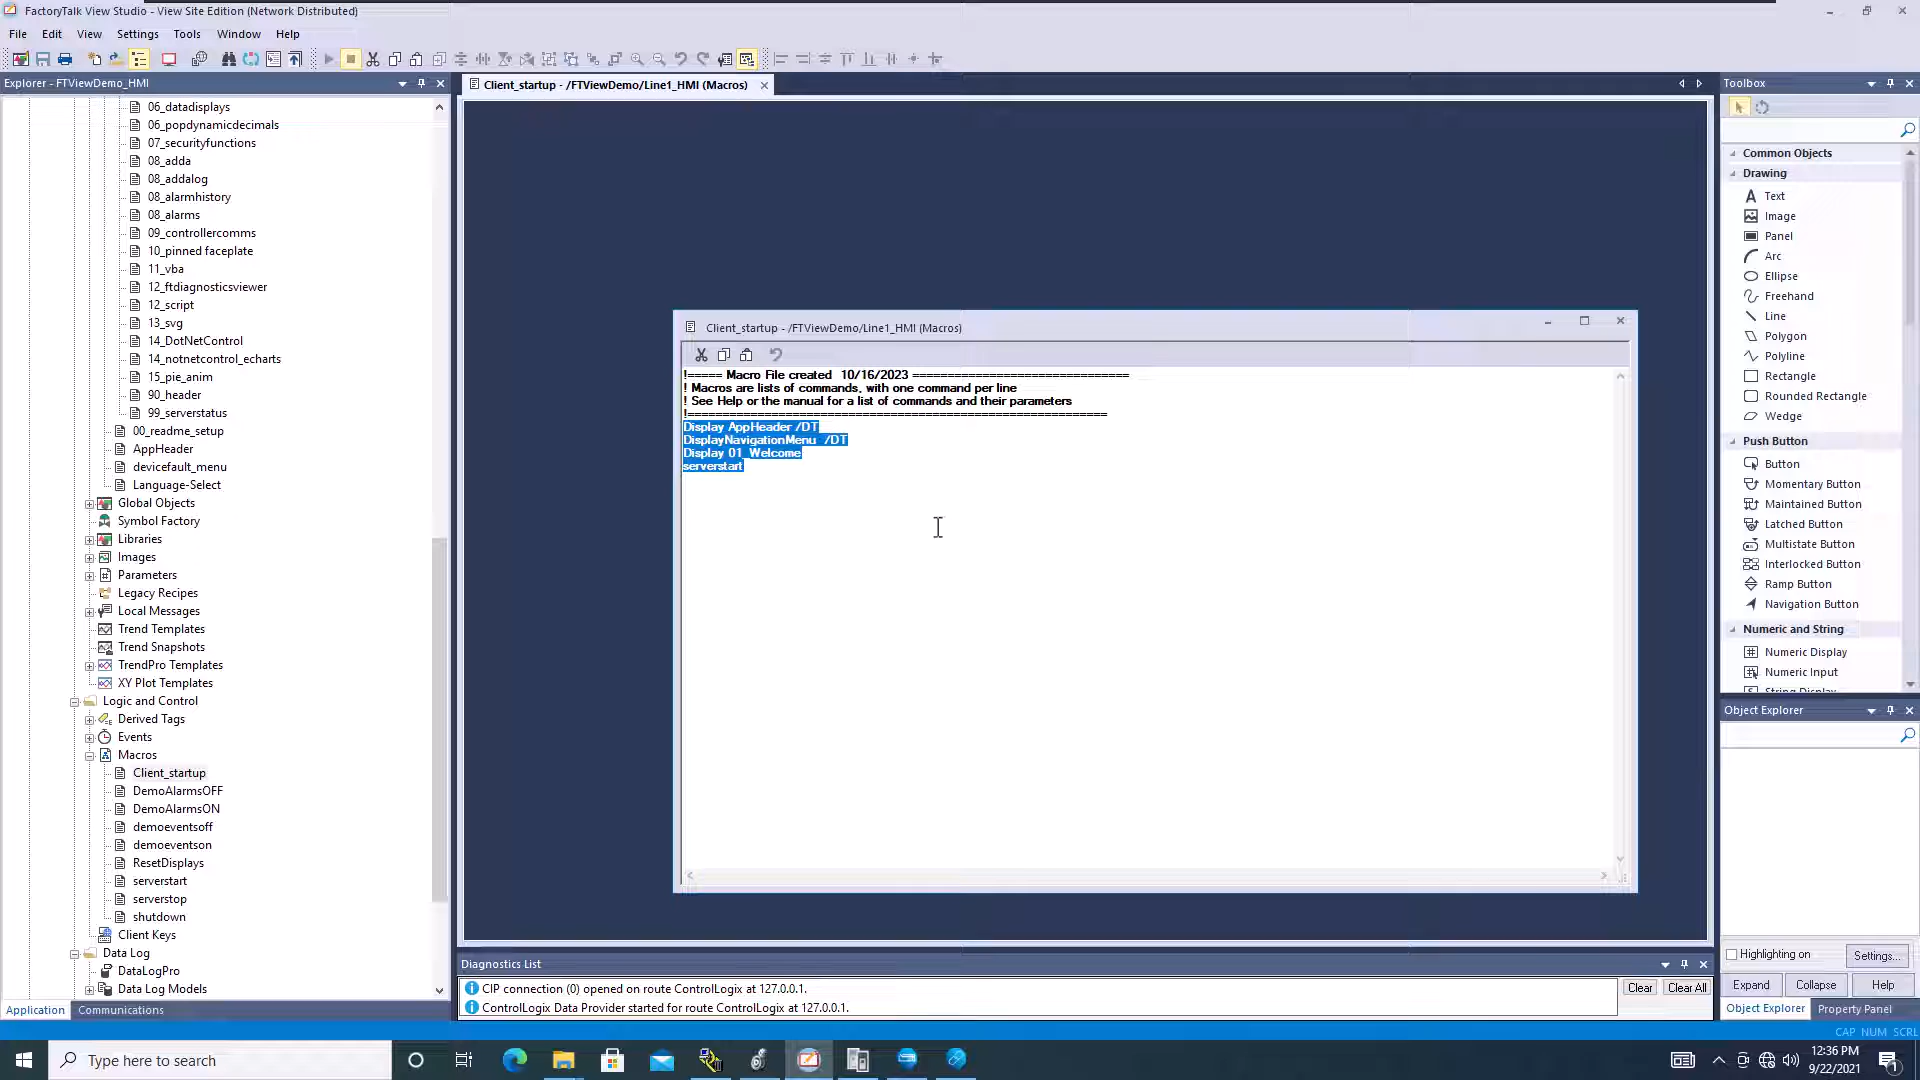 FactoryTalk View Studio - View Site Edition (Network Distributed)
File Edit View Settings Tools Window Help
Explorer - FTViewDemo_HMI
06_datadisplays
06_popdynamicdecimals
07_securityfunctions
08_adda
08_addalog
08_alarmhistory
08_alarms
09_controllercomms
10_pinned faceplate
11_vba
12_ftdiagnosticsviewer
12_script
13_svg
14_DotNetControl
14_notnetcontrol_echarts
15_pie_anim
90_header
99_serverstatus
00_readme_setup
AppHeader
devicefault_menu
Language-Select
Global Objects
Symbol Factory
Libraries
Images
Parameters
Legacy Recipes
Local Messages
Trend Templates
Trend Snapshots
TrendPro Templates
XY Plot Templates
Logic and Control
Derived Tags
Events
Macros
Client_startup
DemoAlarmsOFF
DemoAlarmsON
demoeventsoff
demoeventson
ResetDisplays
serverstart
serverstop
shutdown
Client Keys
Data Log
DataLogPro
Data Log Models
Application Communications
Client_startup - /FTViewDemo/Line1_HMI (Macros)
Client_startup - /FTViewDemo/Line1_HMI (Macros)
!===== Macro File created 10/16/2023 ==============================
! Macros are lists of commands, with one command per line
! See Help or the manual for a list of commands and their parameters
!==========================================================
Display AppHeader /DT
DisplayNavigationMenu /DT
Display 01_Welcome
serverstart
Diagnostics List
CIP connection (0) opened on route ControlLogix at 127.0.0.1.
ControlLogix Data Provider started for route ControlLogix at 127.0.0.1.
Clear Clear All
Toolbox
Common Objects
Drawing
Text
Image
Panel
Arc
Ellipse
Freehand
Line
Polygon
Polyline
Rectangle
Rounded Rectangle
Wedge
Push Button
Button
Momentary Button
Maintained Button
Latched Button
Multistate Button
Interlocked Button
Ramp Button
Navigation Button
Numeric and String
Numeric Display
Numeric Input
String Display
Object Explorer
Highlighting on Settings...
Expand Collapse Help
Object Explorer Property Panel
CAP NUM SCRL
Type here to search
12:36 PM
9/22/2021
1